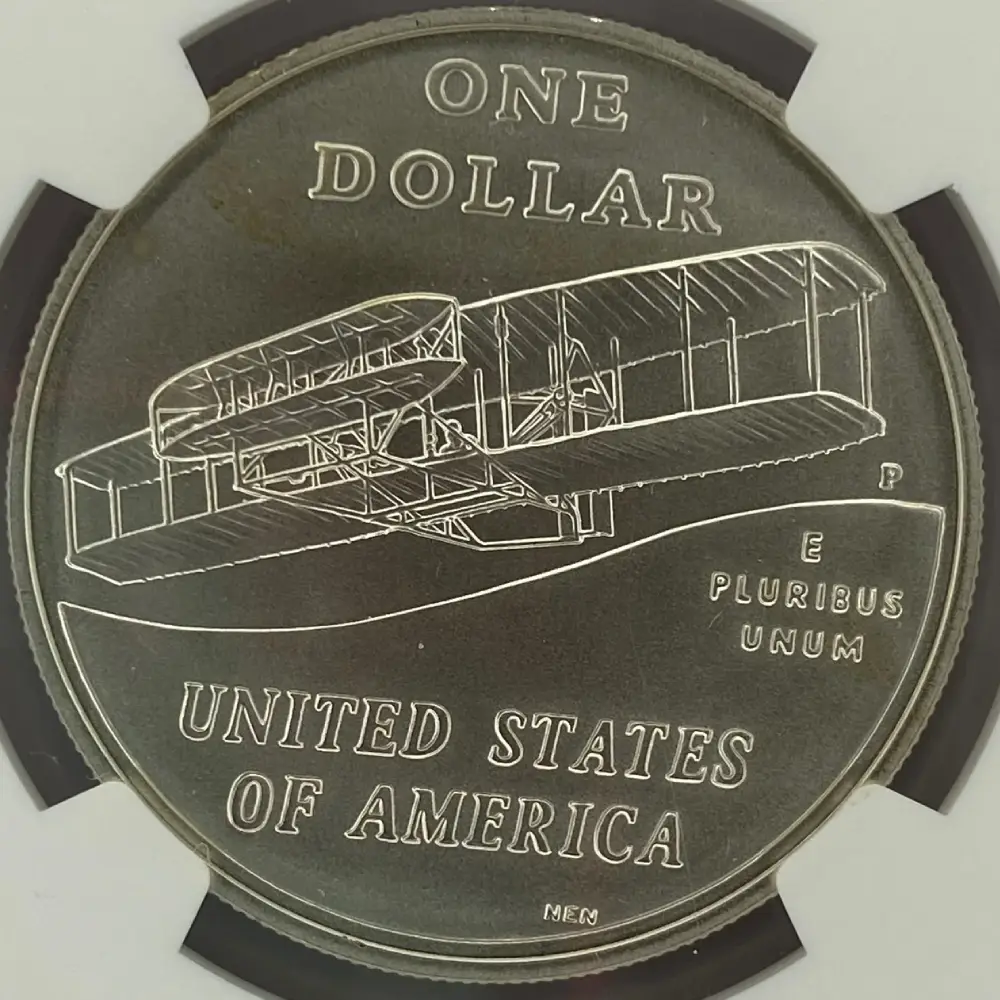 ONE
DOLLAR
P
E
PLURIBUS
UNUM
UNITED STATES
OF AMERICA
NEN